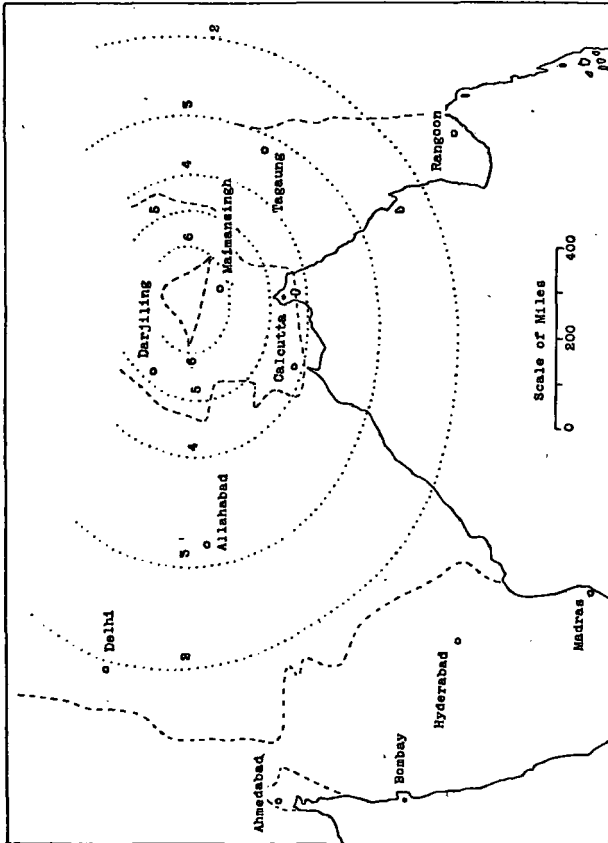 2
3
4
5
6
Delhi
Darjiling
Maimansingh
6
5
4
3
2
Allahabad
Tagaung
Calcutta
Rangoon
Ahmedabad
Bombay
Hyderabad
Madras
0 200 400
Scale of Miles